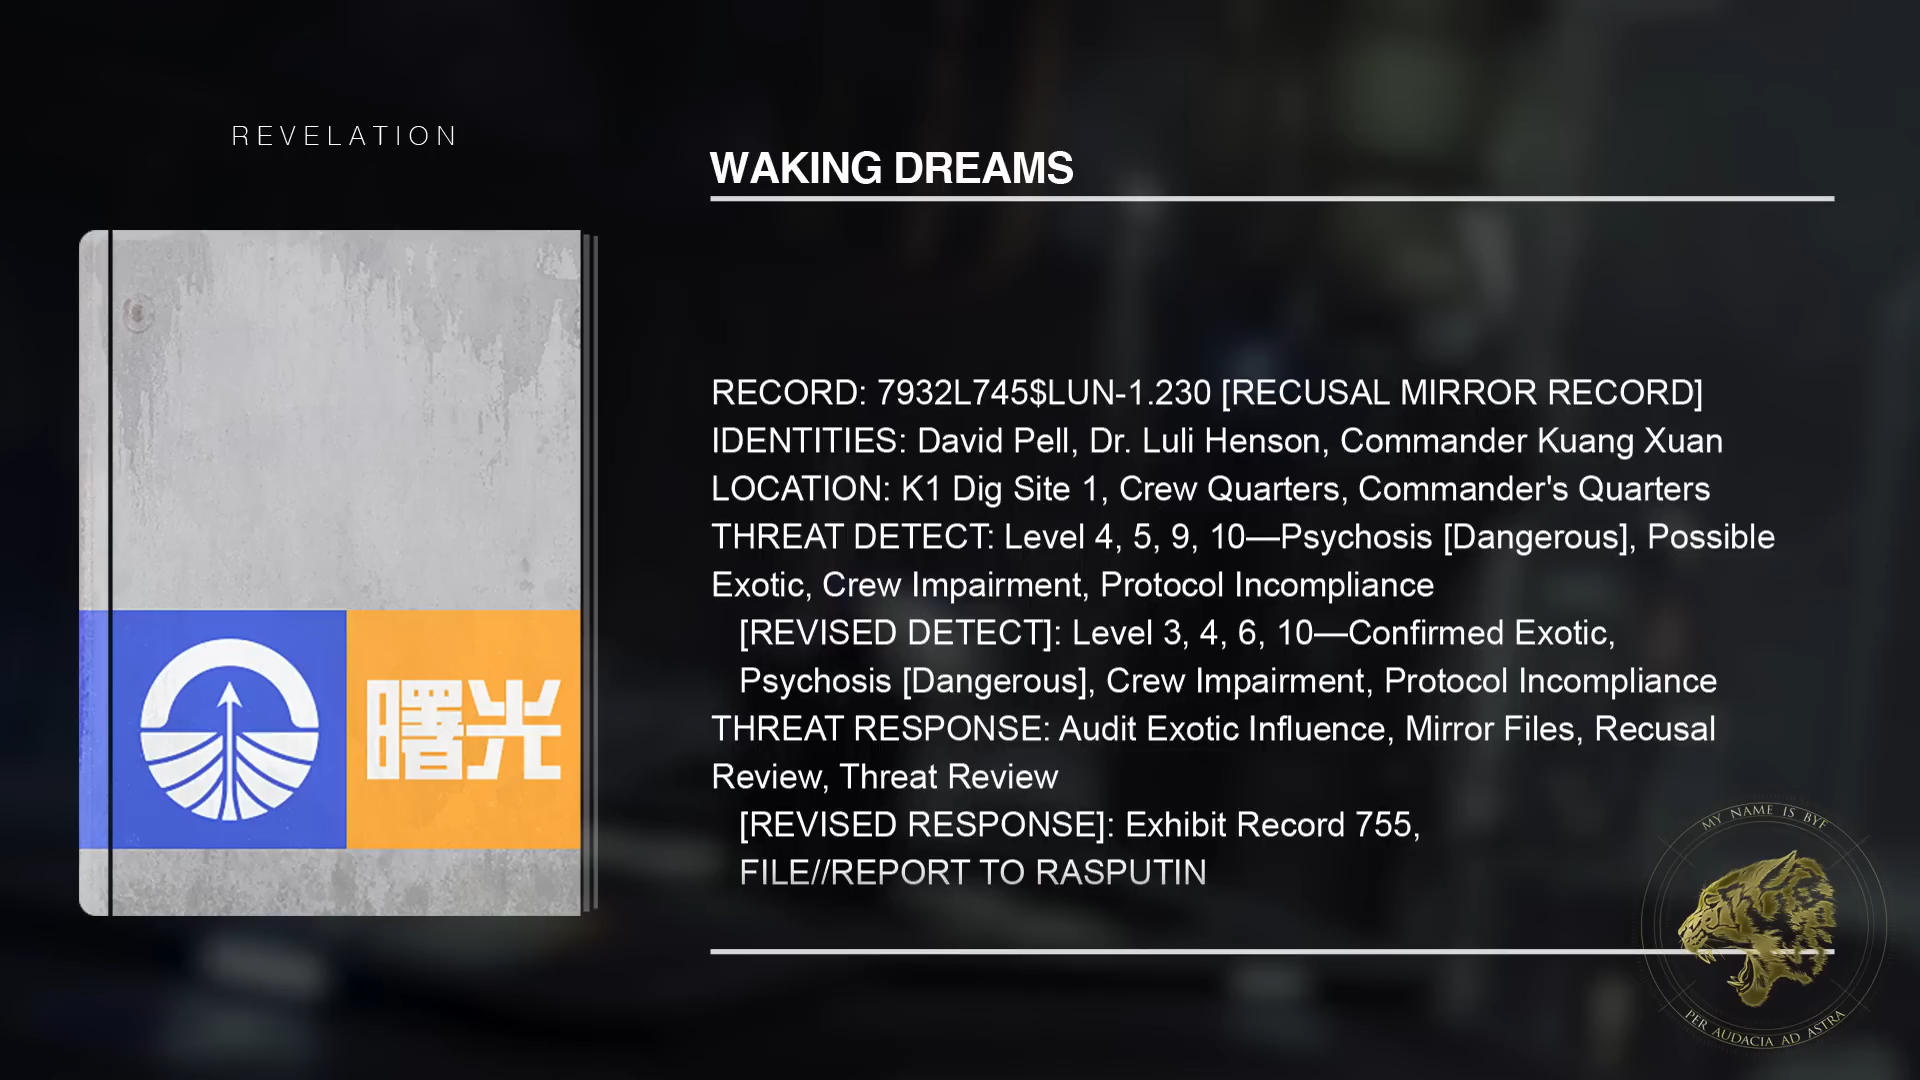 REVELATION
WAKING DREAMS
RECORD: 7932L745$LUN-1.230 [RECUSAL MIRROR RECORD]
IDENTITIES: David Pell, Dr. Luli Henson, Commander Kuang Xuan
LOCATION: K1 Dig Site 1, Crew Quarters, Commander's Quarters
THREAT DETECT: Level 4, 5, 9, 10—Psychosis [Dangerous], Possible
Exotic, Crew Impairment, Protocol Incompliance
[REVISED DETECT]: Level 3, 4, 6, 10—Confirmed Exotic,
Psychosis [Dangerous], Crew Impairment, Protocol Incompliance
THREAT RESPONSE: Audit Exotic Influence, Mirror Files, Recusal
Review, Threat Review
[REVISED RESPONSE]: Exhibit Record 755,
FILE//REPORT TO RASPUTIN
曙光
MY NAME IS BYF
PER AUDACIA AD ASTRA